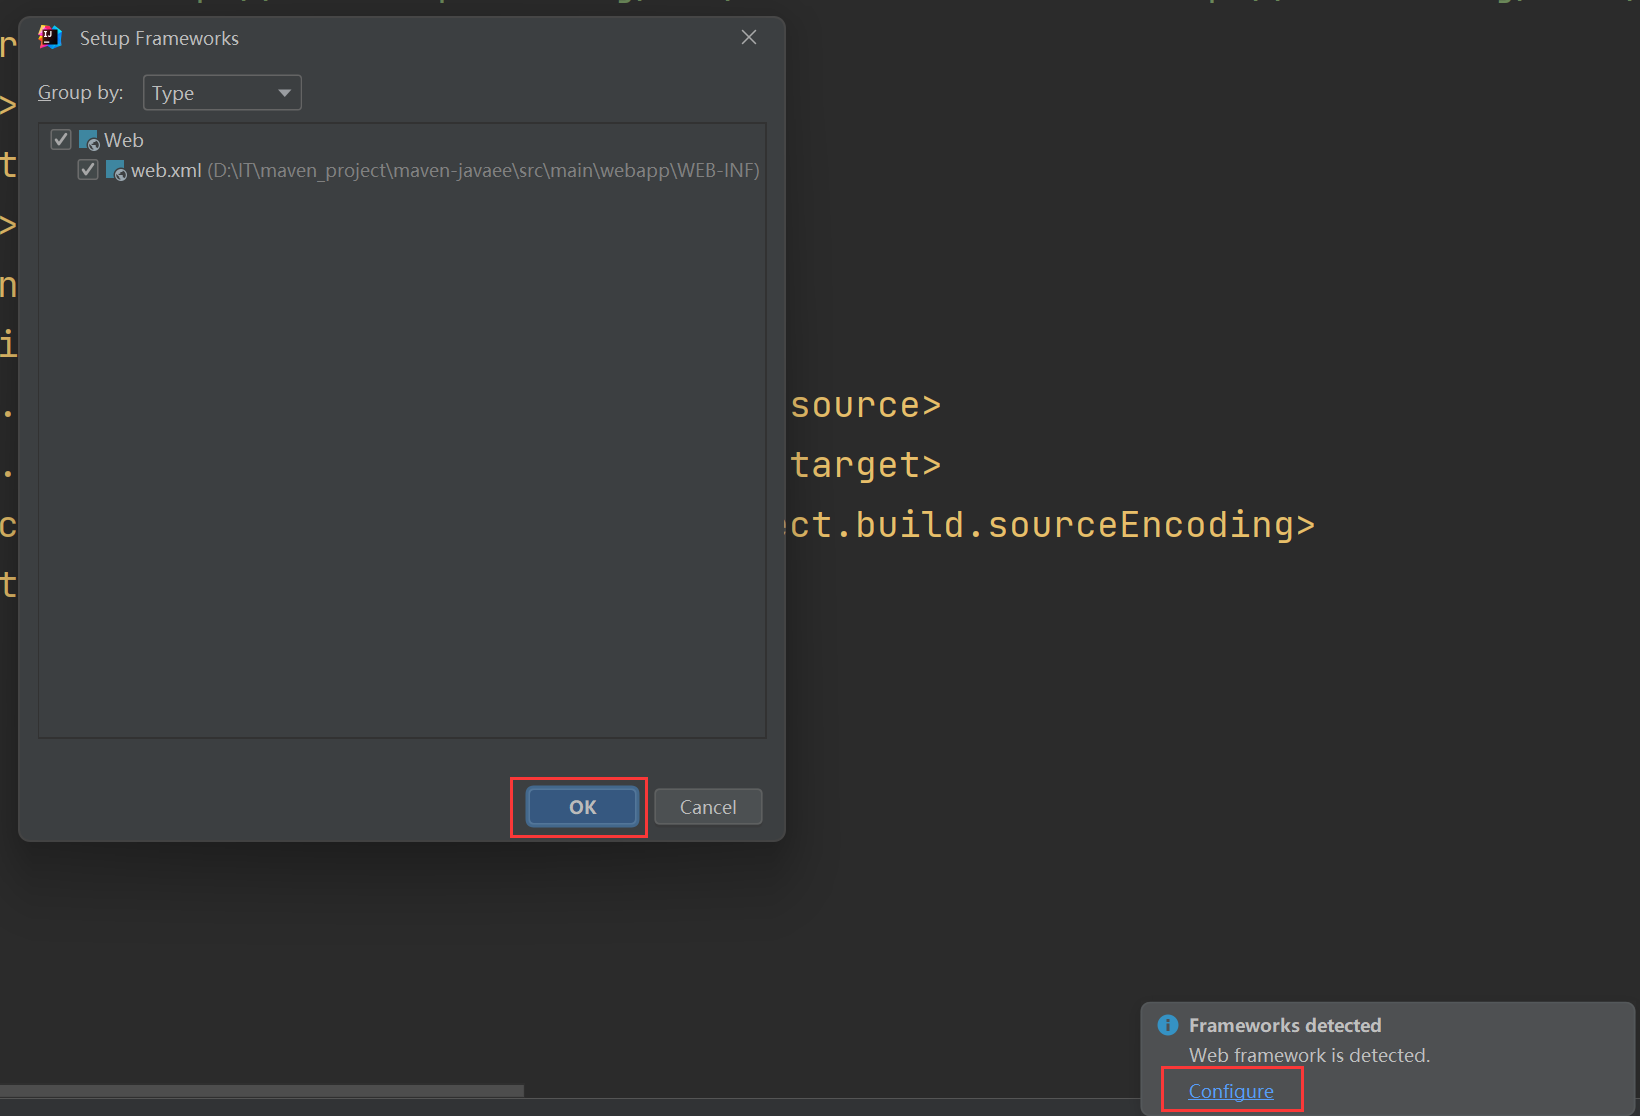 Setup Frameworks
Group by: Type
Web
web.xml (D:\IT\maven_project\maven-javaee\src\main\webapp\WEB-INF)
r
>
t
>
n
i
. source>
. target>
c ct.build.sourceEncoding>
t
OK Cancel
Frameworks detected
Web framework is detected.
Configure